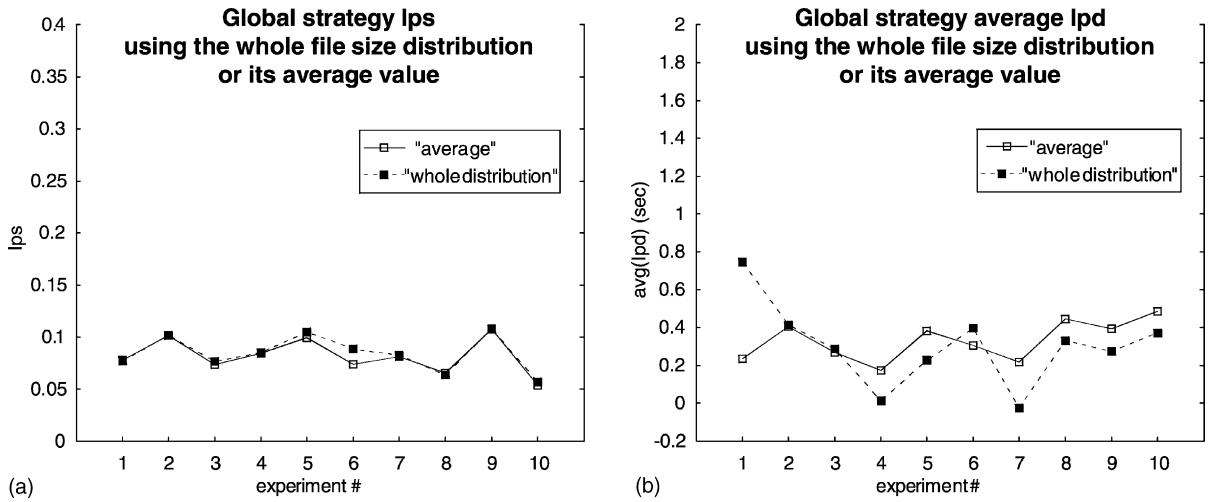 Global strategy lps
using the whole file size distribution
or its average value
0.4
0.35
0.3
0.25
0.2
0.15
0.1
0.05
0
lps
"average"
"whole distribution"
1 2 3 4 5 6 7 8 9 10
experiment #
(a)
Global strategy average lpd
using the whole file size distribution
or its average value
2
1.8
1.6
1.4
1.2
1
0.8
0.6
0.4
0.2
0
-0.2
avg(lpd) (sec)
"average"
"whole distribution"
1 2 3 4 5 6 7 8 9 10
experiment #
(b)